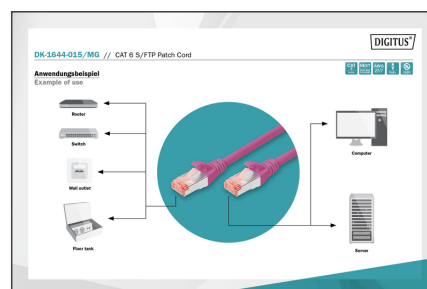 DIGITUS®
DK-1644-015/MG // CAT 6 S/FTP Patch Cord
Anwendungsbeispiel
Example of use
Router
Switch
Wall outlet
Floor tank
Computer
Server